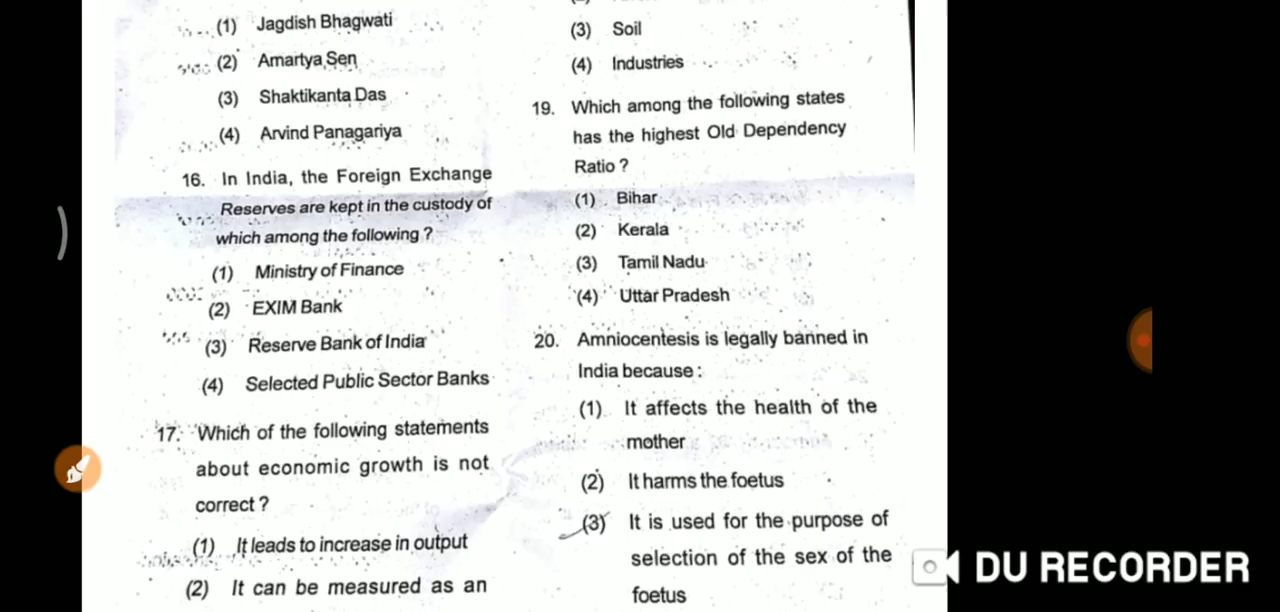 (1) Jagdish Bhagwati
(2) Amartya Sen
(3) Shaktikanta Das
(4) Arvind Panagariya
16. In India, the Foreign Exchange
Reserves are kept in the custody of
which among the following ?
(1) Ministry of Finance
(2) EXIM Bank
(3) Reserve Bank of India
(4) Selected Public Sector Banks
17. Which of the following statements
about economic growth is not
correct ?
(1) It leads to increase in output
(2) It can be measured as an
(3) Soil
(4) Industries
19. Which among the following states
has the highest Old Dependency
Ratio ?
(1) Bihar
(2) Kerala
(3) Tamil Nadu
(4) Uttar Pradesh
20. Amniocentesis is legally banned in
India because :
(1) It affects the health of the
mother
(2) It harms the foetus
(3) It is used for the purpose of
selection of the sex of the
foetus
DU RECORDER